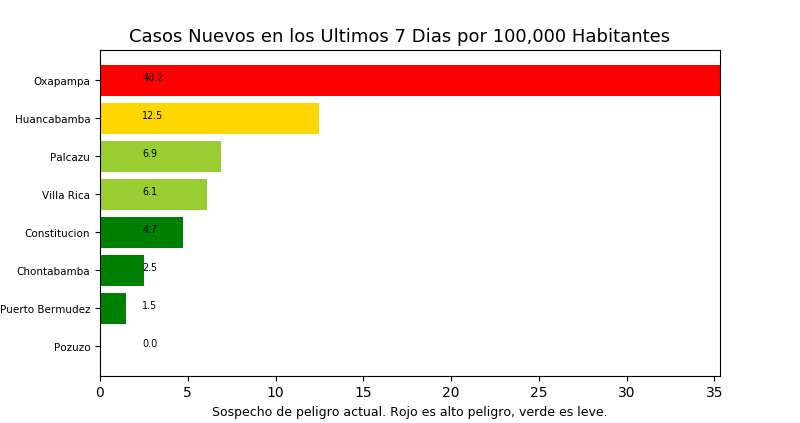 Casos Nuevos en los Ultimos 7 Dias por 100,000 Habitantes
Oxapampa 48.2
Huancabamba 12.5
Palcazu 6.9
Villa Rica 6.1
Constitucion 4.7
Chontabamba 2.5
Puerto Bermudez 1.5
Pozuzo 0.0
0 5 10 15 20 25 30 35
Sospecho de peligro actual. Rojo es alto peligro, verde es leve.